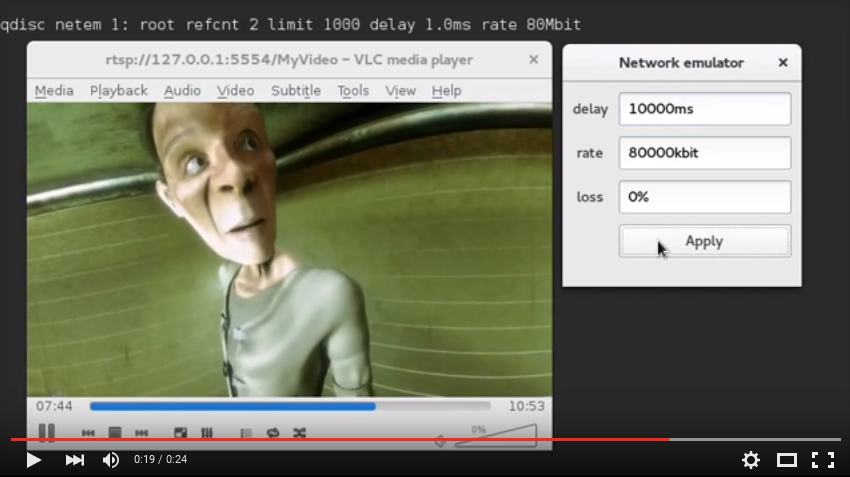 qdisc netem 1: root refcnt 2 limit 1000 delay 1.0ms rate 80Mbit
rtsp://127.0.0.1:5554/MyVideo – VLC media player
×
Media Playback Audio Video Subtitle Tools View Help
07:44
10:53
0%
Network emulator
×
delay 10000ms
rate 80000kbit
loss 0%
Apply
0:19 / 0:24